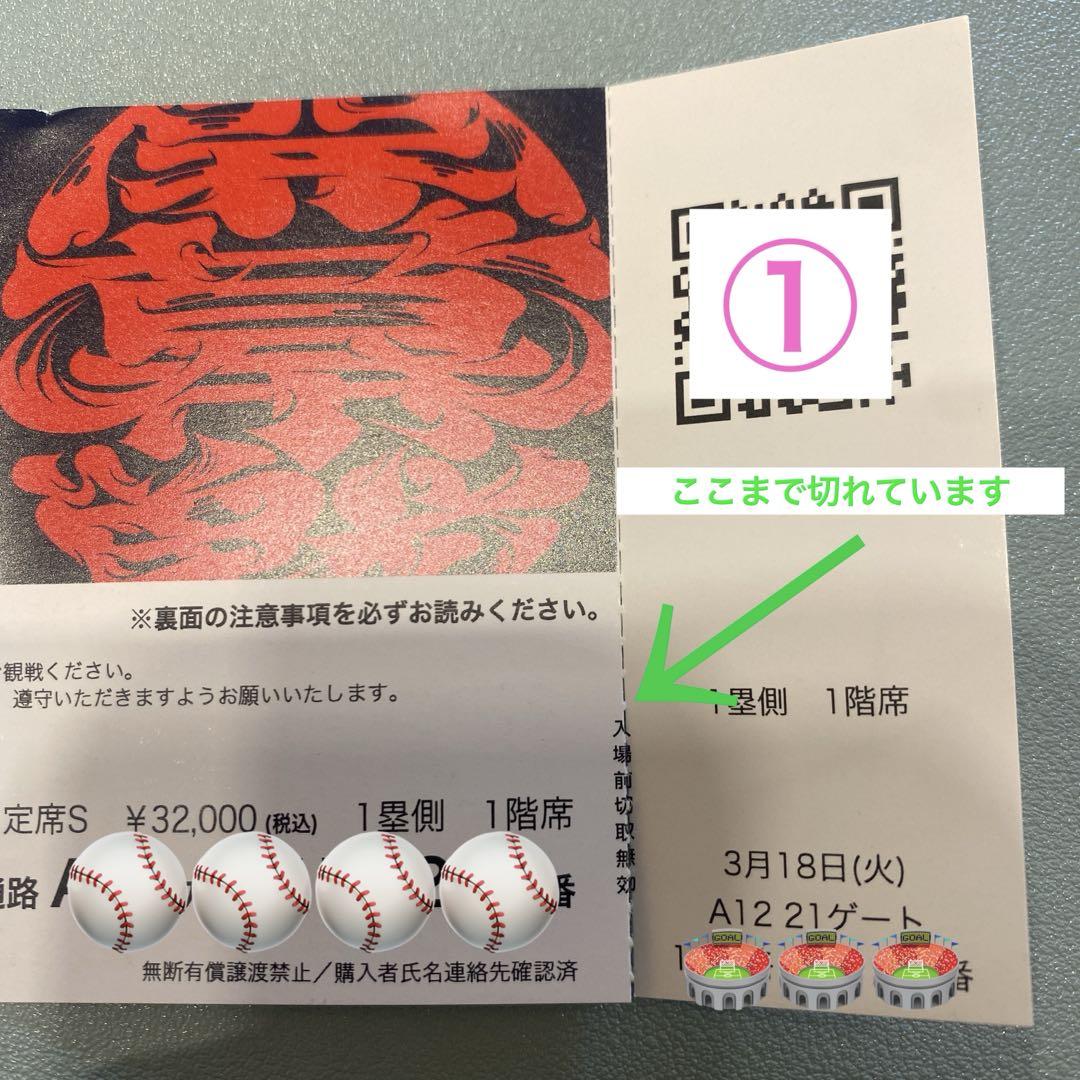 ①
ここまで切れています
※裏面の注意事項を必ずお読みください。
観戦ください。
遵守いただきますようお願いいたします。
1塁側 1階席
入場前切取無効
定席S ¥32,000(税込) 1塁側 1階席
3月18日(火)
通路 A 番
A12 21ゲート
GOAL GOAL GOAL
1 番
無断有償譲渡禁止/購入者氏名連絡先確認済